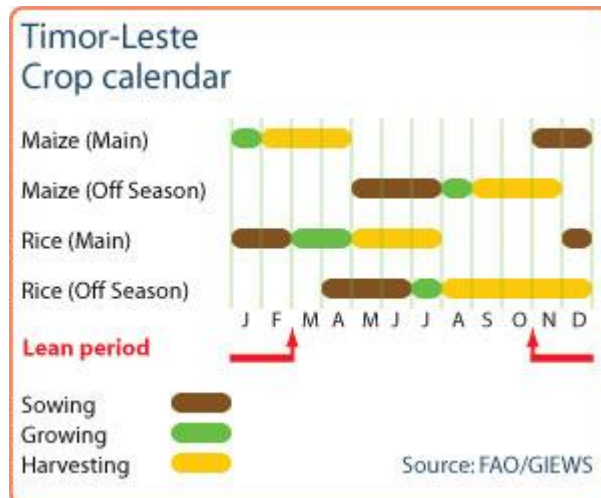 Timor-Leste
Crop calendar
Maize (Main)
Maize (Off Season)
Rice (Main)
Rice (Off Season)
J F M A M J J A S O N D
Lean period
Sowing
Growing
Harvesting
Source: FAO/GIEWS